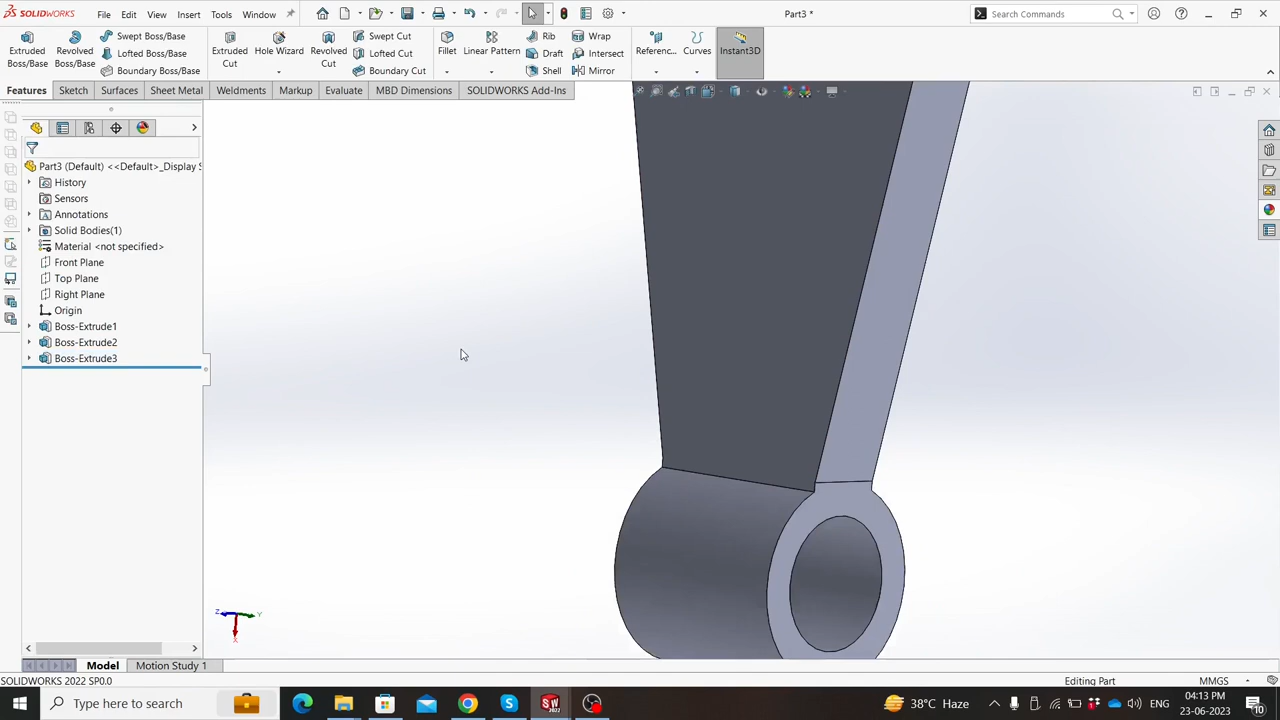 SOLIDWORKS File Edit View Insert Tools Window Part3 * Search Commands
Extruded Boss/Base
Revolved Boss/Base
Swept Boss/Base
Lofted Boss/Base
Boundary Boss/Base
Extruded Cut
Hole Wizard
Revolved Cut
Swept Cut
Lofted Cut
Boundary Cut
Fillet
Linear Pattern
Rib
Draft
Shell
Wrap
Intersect
Mirror
Referenc...
Curves
Instant3D
Features Sketch Surfaces Sheet Metal Weldments Markup Evaluate MBD Dimensions SOLIDWORKS Add-Ins
Part3 (Default) <<Default>_Display S
History
Sensors
Annotations
Solid Bodies(1)
Material <not specified>
Front Plane
Top Plane
Right Plane
Origin
Boss-Extrude1
Boss-Extrude2
Boss-Extrude3
Z Y
X
Model Motion Study 1
SOLIDWORKS 2022 SP0.0 Editing Part MMGS
Type here to search 38°C Haze ENG 04:13 PM
23-06-2023